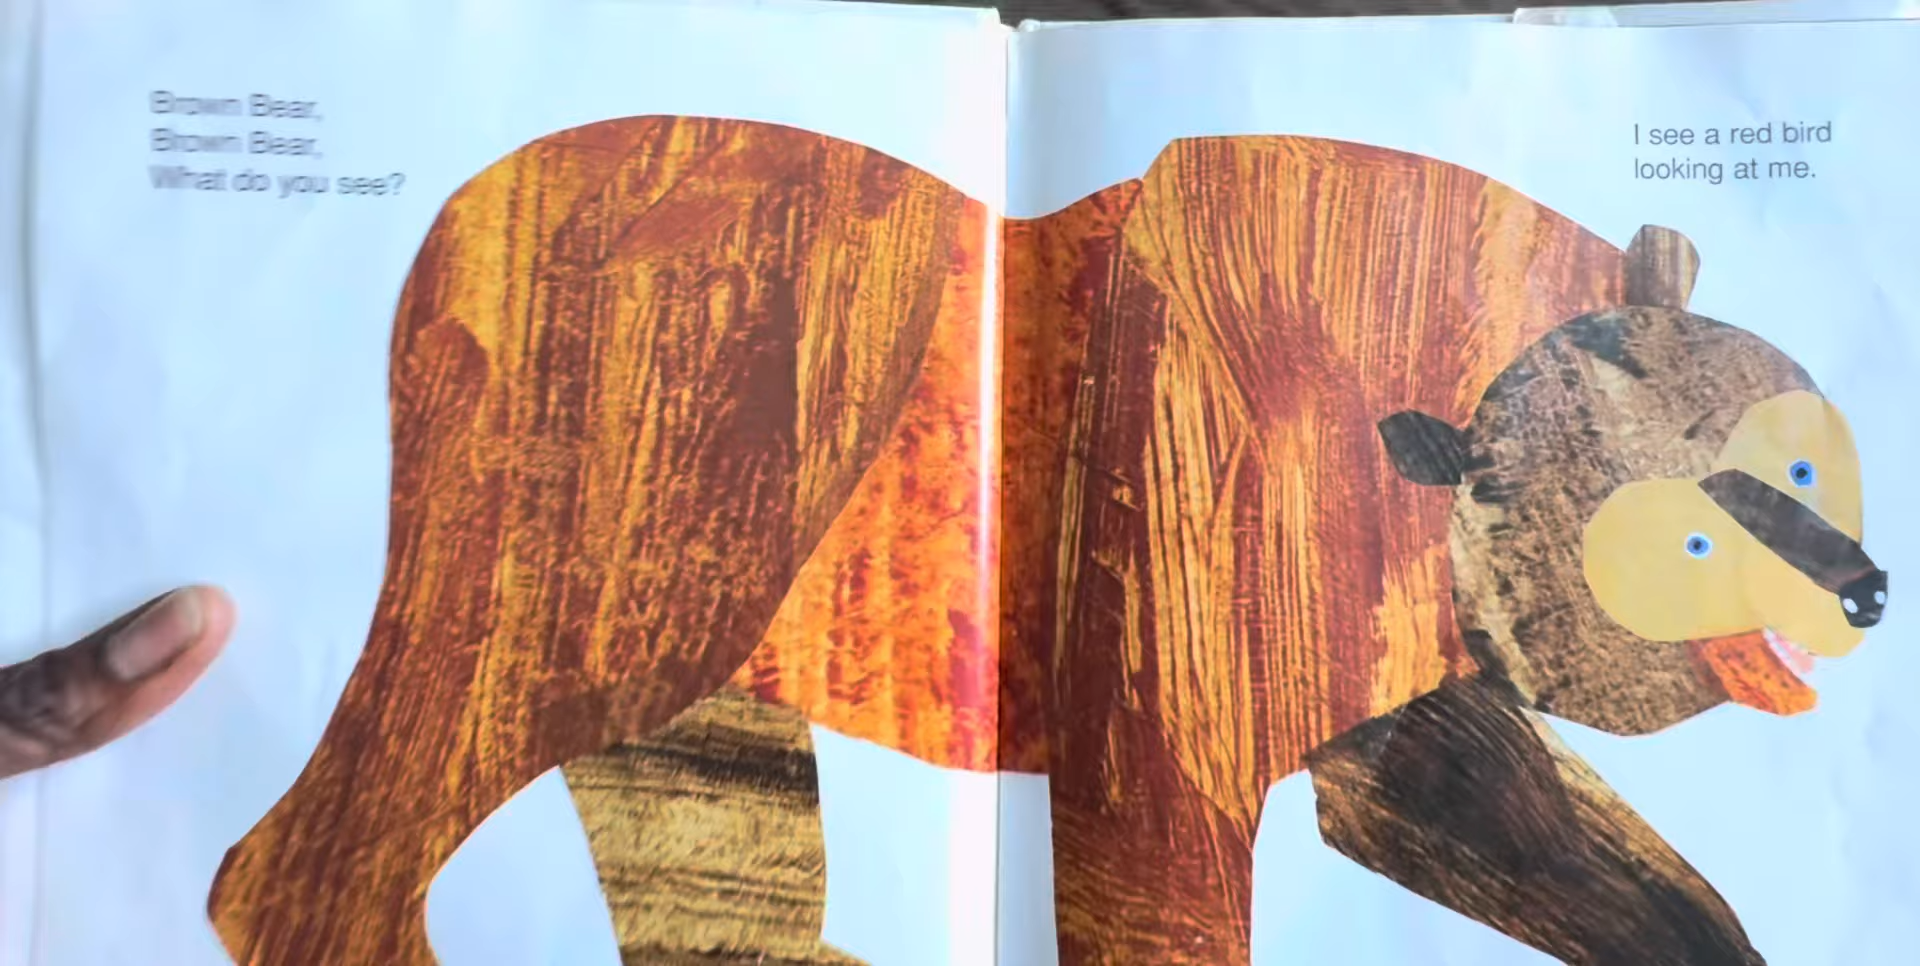 Brown Bear,
Brown Bear,
What do you see?
I see a red bird
looking at me.